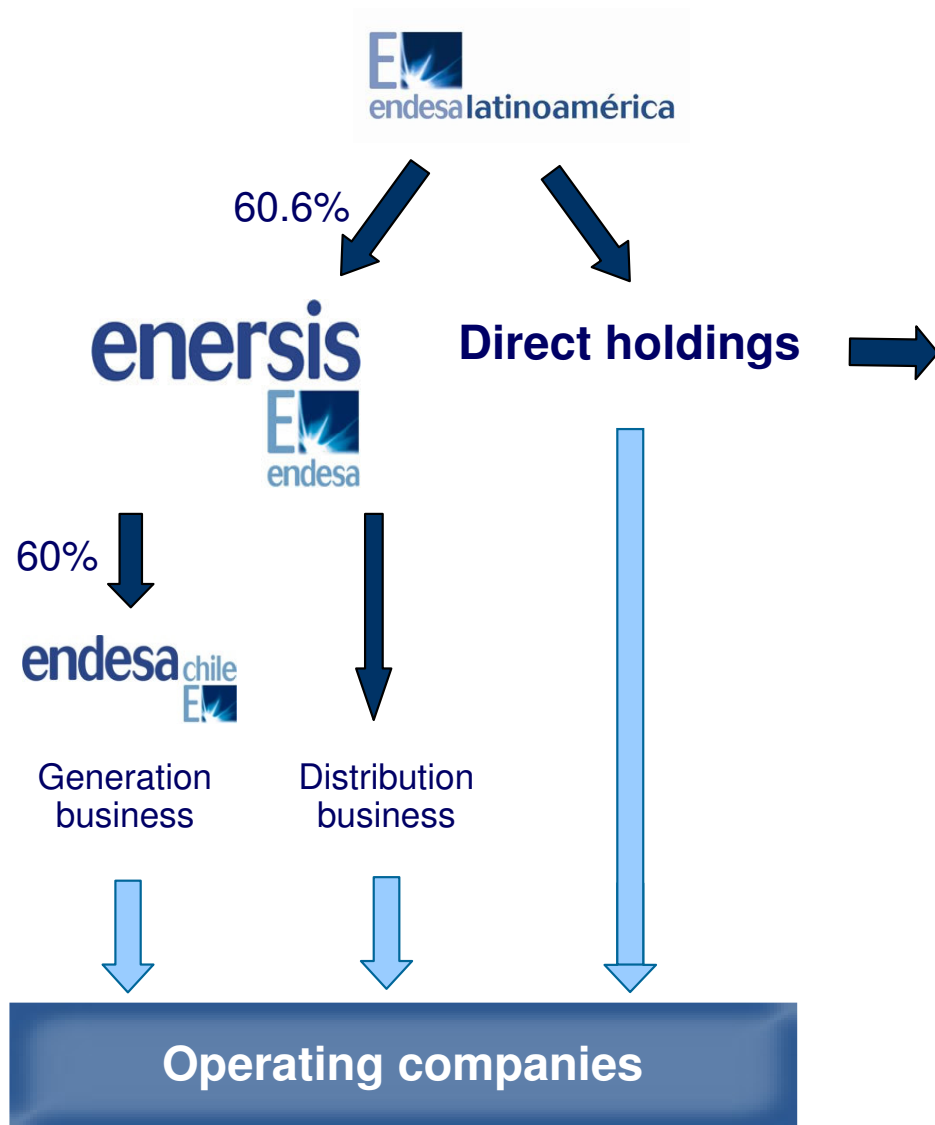 E
endesa latinoamérica
60.6%
enersis
Direct holdings
E
endesa
60%
endesa chile
E
Generation
business
Distribution
business
Operating companies